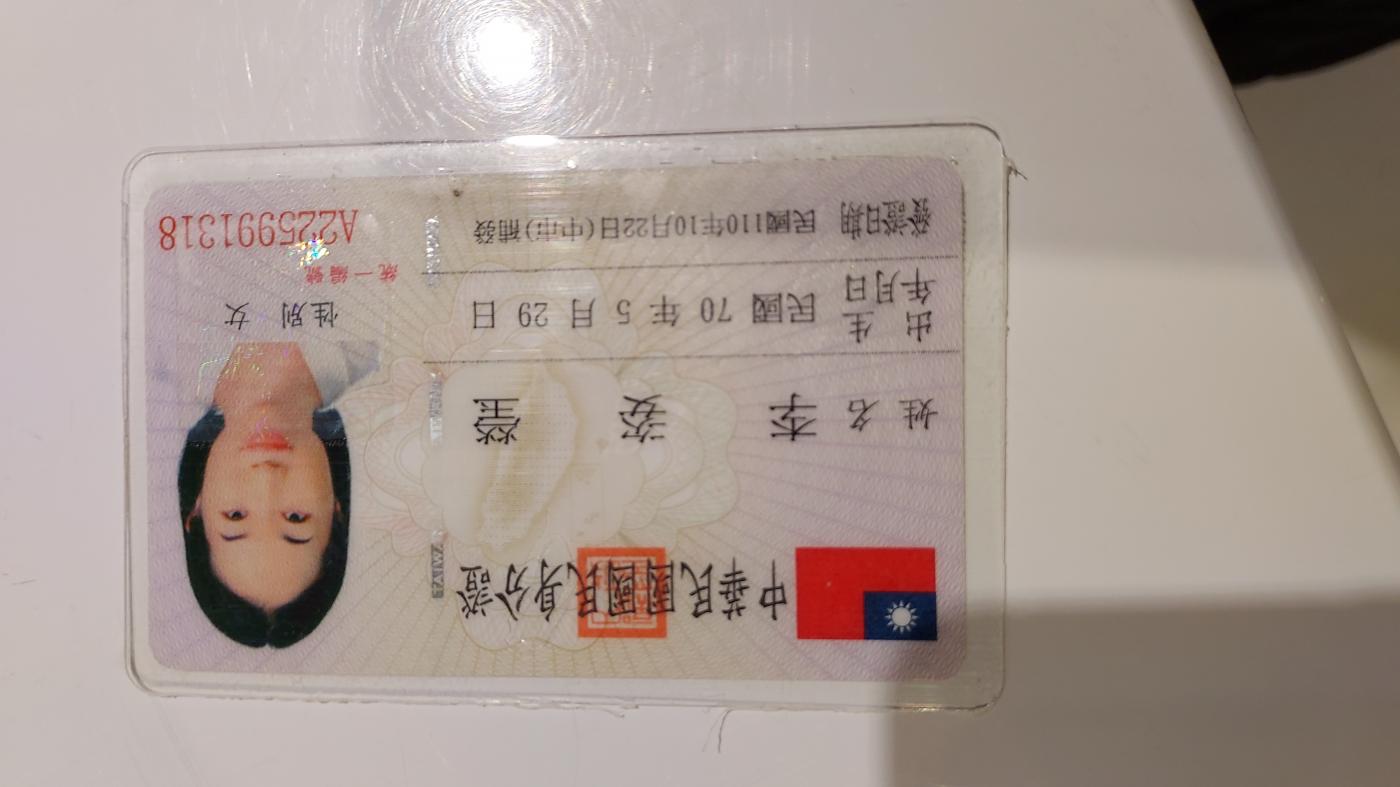 中華民國國民身分證
姓名 李姿瑩
出生年月日 民國 70 年 5 月 29 日
性別 女
發證日期 民國110年10月22日(中市)補發
統一編號
A225991318